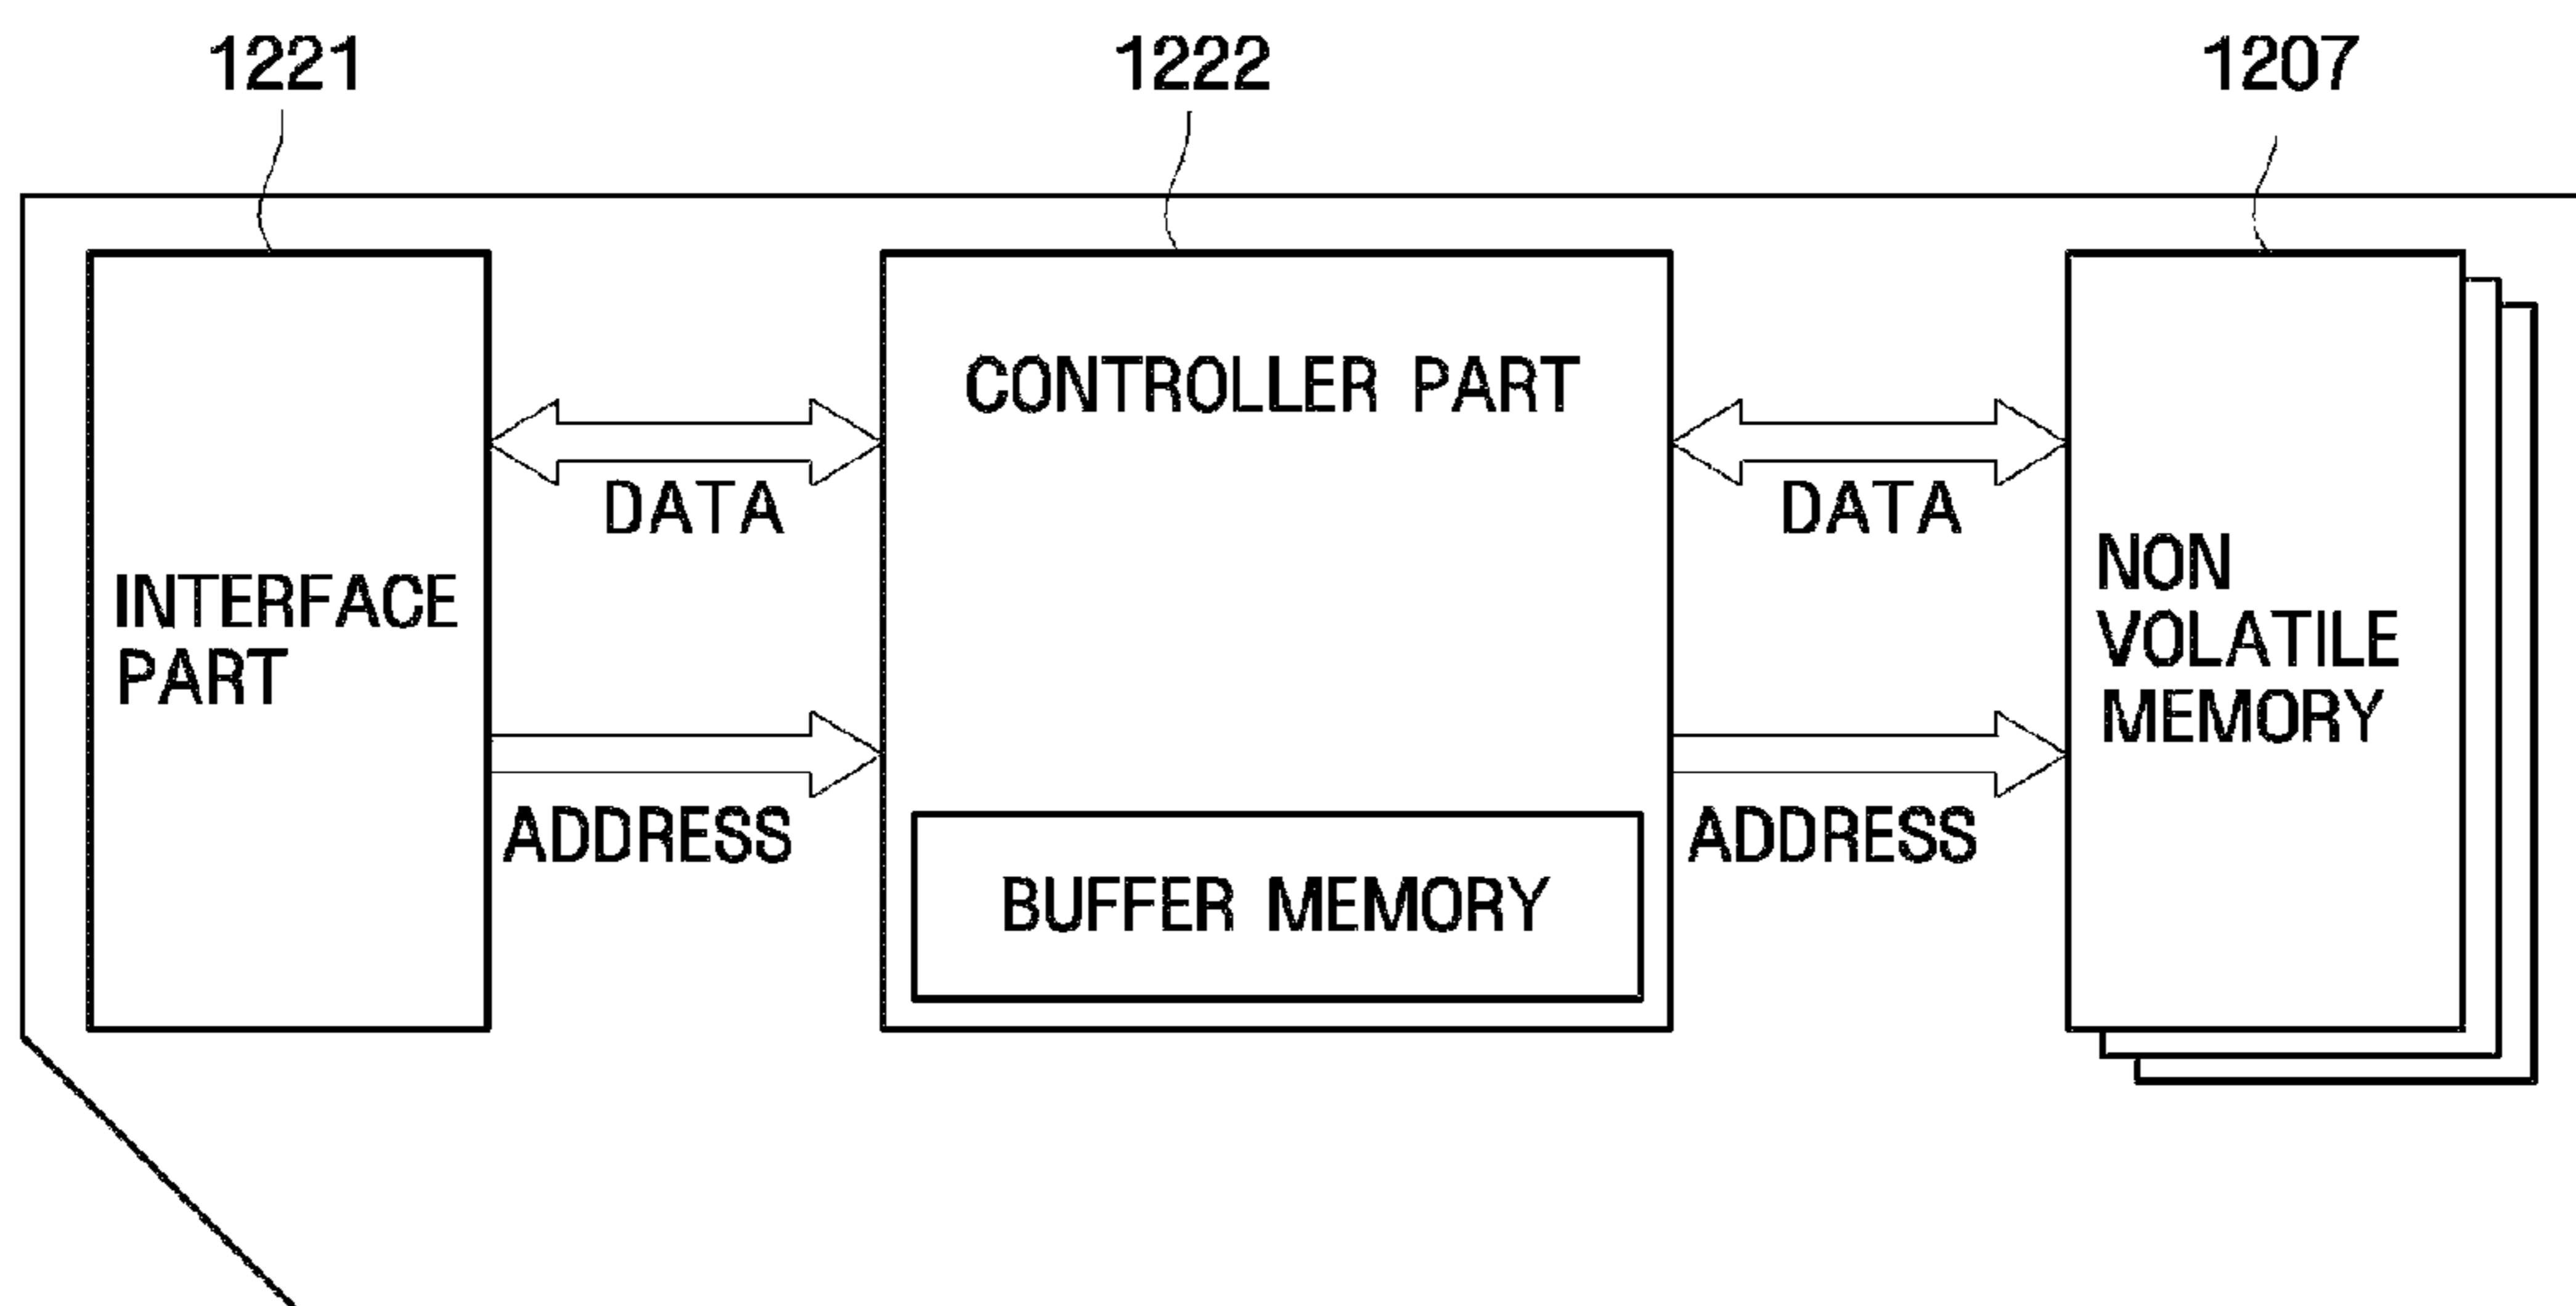 1221
1222
1207
CONTROLLER PART
DATA
DATA
INTERFACE
PART
NON
VOLATILE
MEMORY
ADDRESS
ADDRESS
BUFFER MEMORY